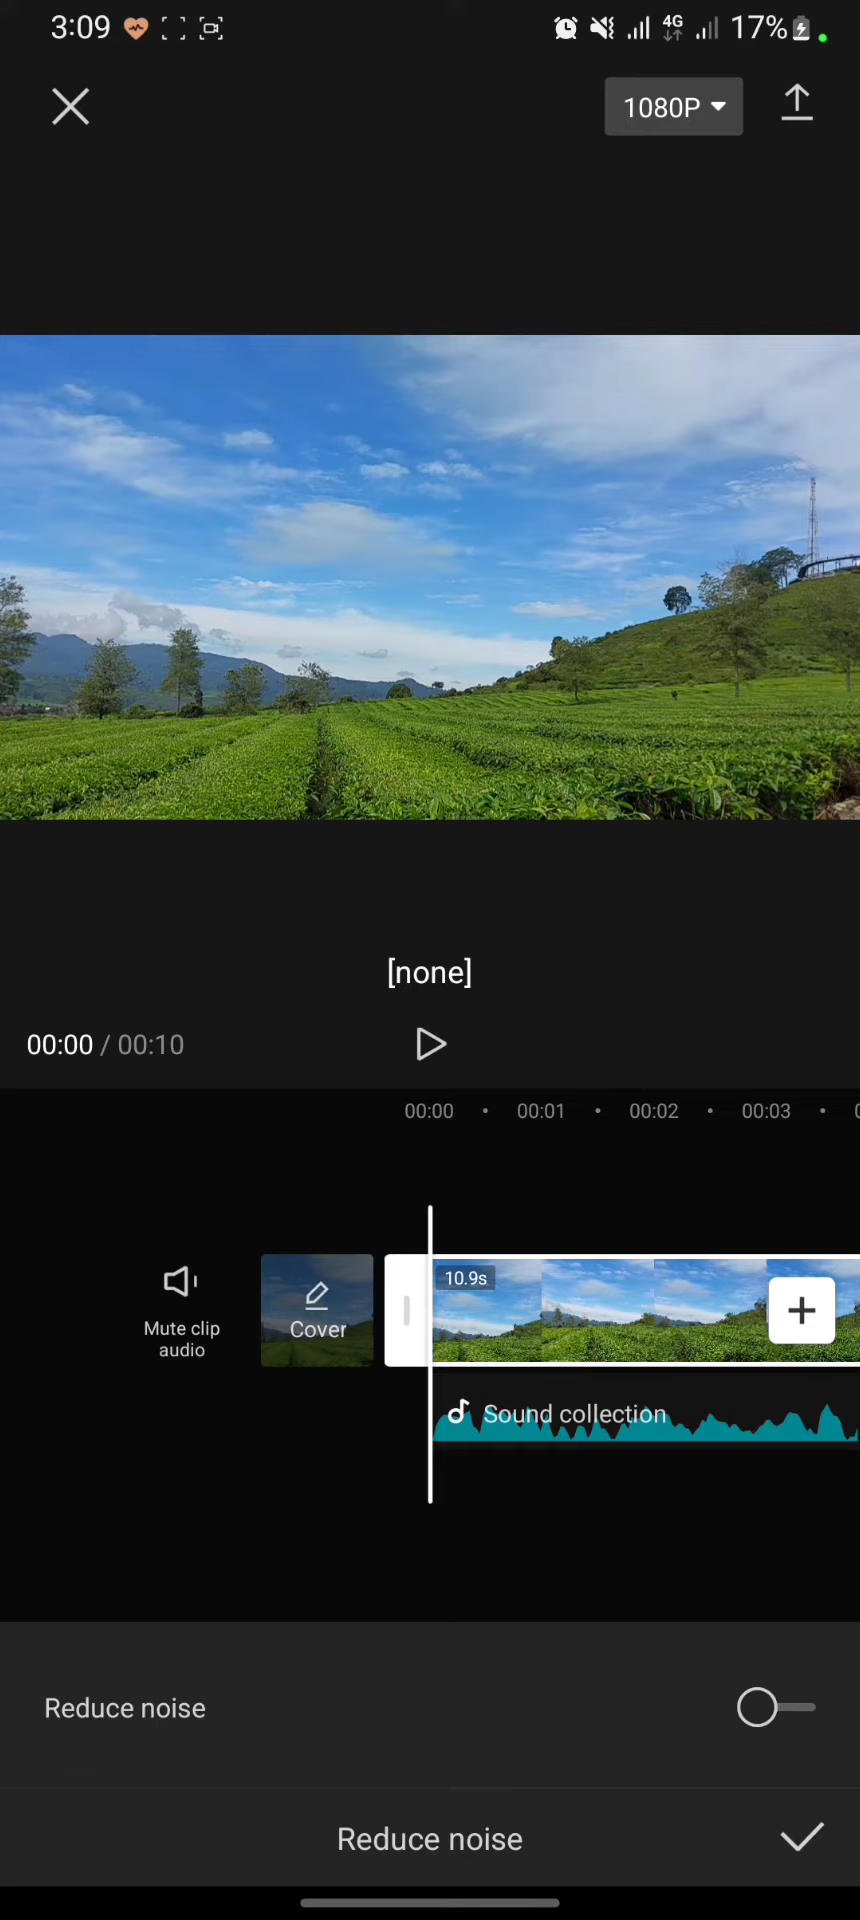 3:09 4G 17%
1080P
[none]
00:00 / 00:10
00:00 00:01 00:02 00:03
Mute clip
audio
Cover
10.9s
Sound collection
Reduce noise
Reduce noise